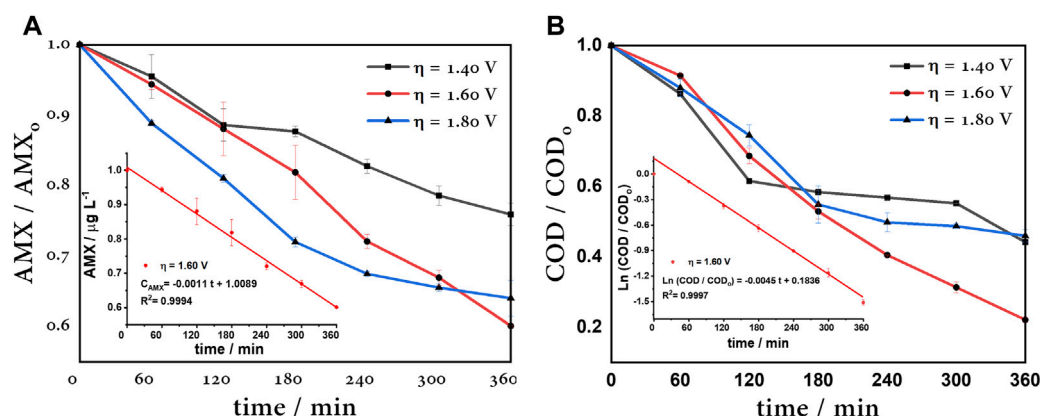 A
AMX / AMX₀
1.0
0.9
0.8
0.7
0.6
η = 1.40 V
η = 1.60 V
η = 1.80 V
AMX / µg L⁻¹
1.0
0.9
0.8
0.7
0.6
η = 1.60 V
C_AMX= -0.0011 t + 1.0089
R²= 0.9994
0 60 120 180 240 300 360
time / min
0 60 120 180 240 300 360
time / min
B
COD / COD₀
1.0
0.8
0.6
0.4
0.2
η = 1.40 V
η = 1.60 V
η = 1.80 V
Ln (COD / COD₀)
0.0
-0.3
-0.6
-0.9
-1.2
-1.5
η = 1.60 V
Ln (COD / COD₀) = -0.0045 t + 0.1836
R²= 0.9997
0 60 120 180 240 300 360
time / min
0 60 120 180 240 300 360
time / min